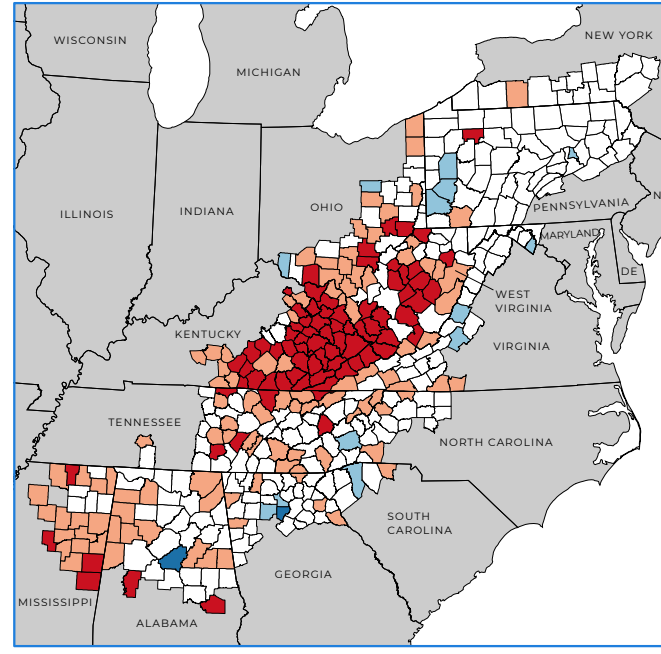 NEW YORK
WISCONSIN
MICHIGAN
PENNSYLVANIA
N
OHIO
ILLINOIS
INDIANA
MARYLAND
DE
WEST
VIRGINIA
KENTUCKY
VIRGINIA
TENNESSEE
NORTH CAROLINA
SOUTH
CAROLINA
GEORGIA
MISSISSIPPI
ALABAMA